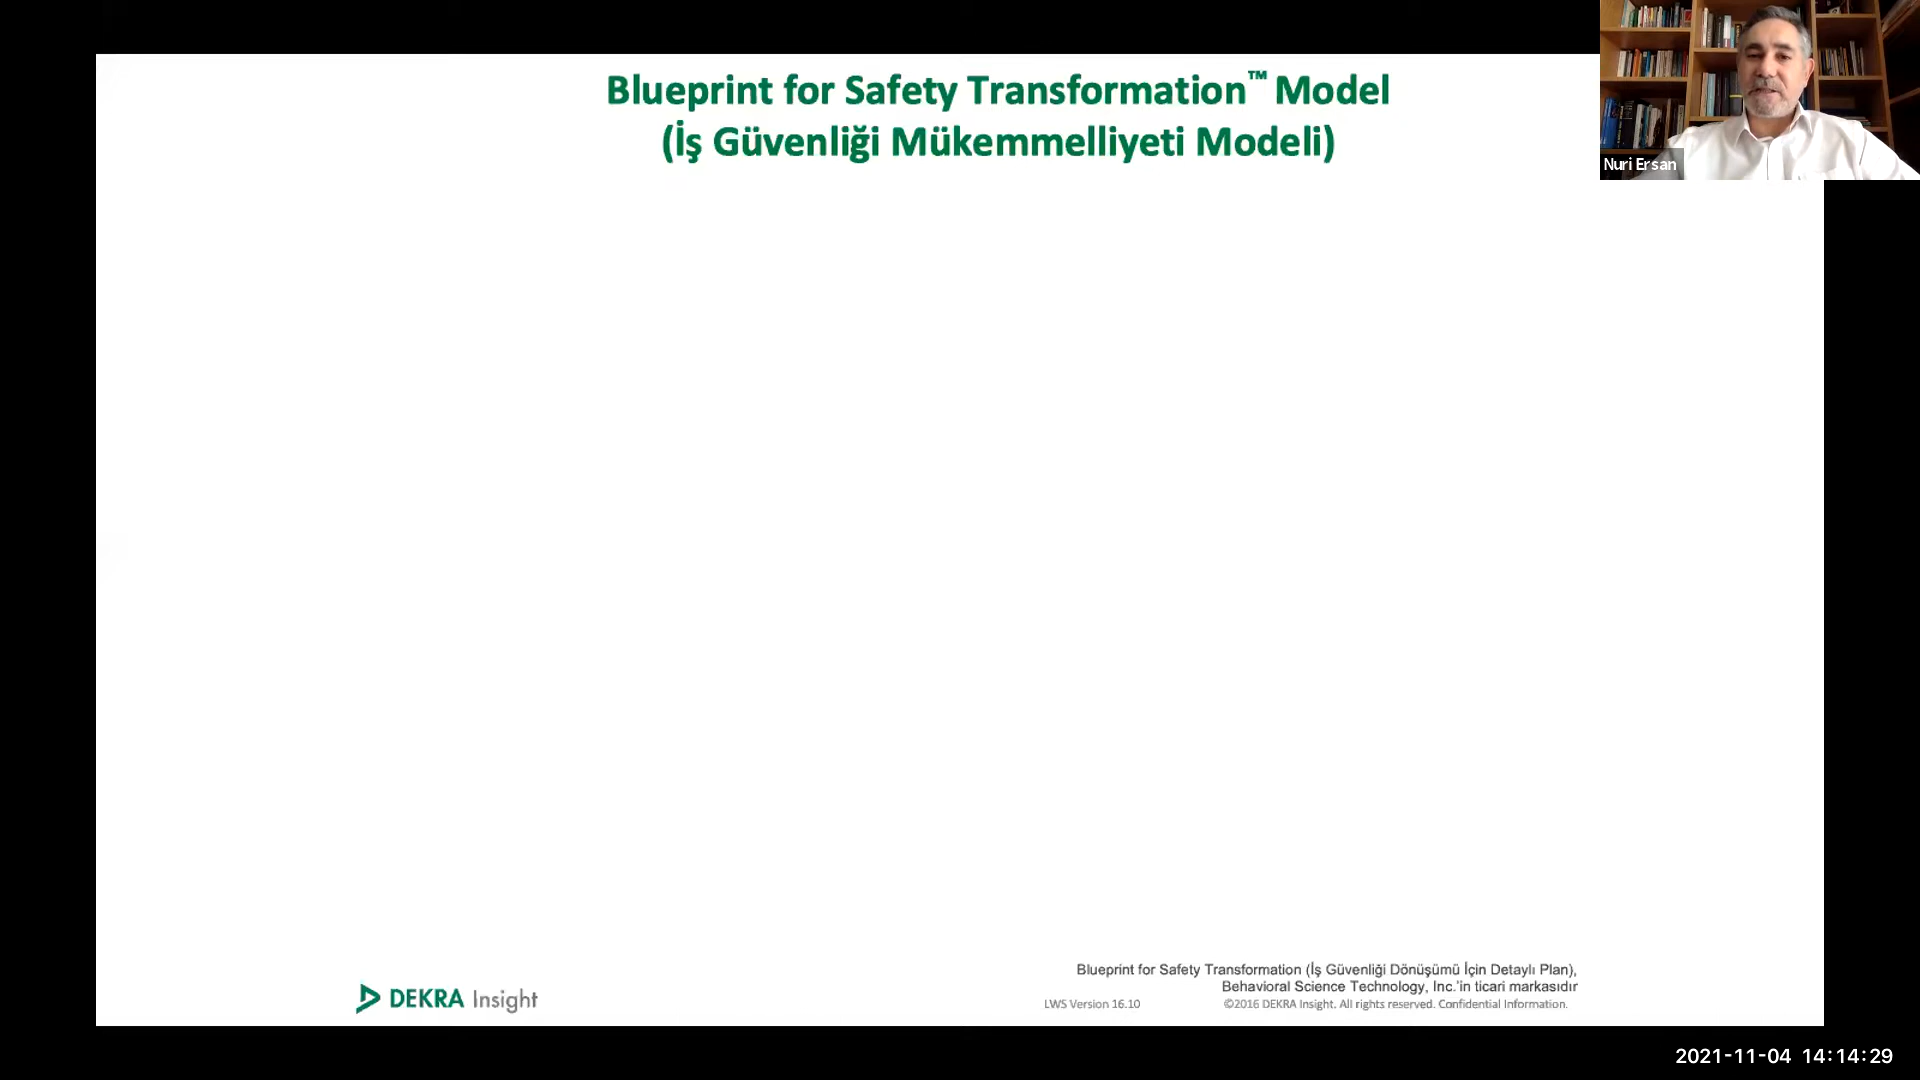 Blueprint for Safety Transformation™ Model
(İş Güvenliği Mükemmelliyeti Modeli)
Nuri Ersan
Blueprint for Safety Transformation (İş Güvenliği Dönüşümü İçin Detaylı Plan),
Behavioral Science Technology, Inc.'in ticari markasıdır
DEKRA Insight
LWS Version 16.10
©2016 DEKRA Insight. All rights reserved. Confidential Information.
2021-11-04 14:14:29